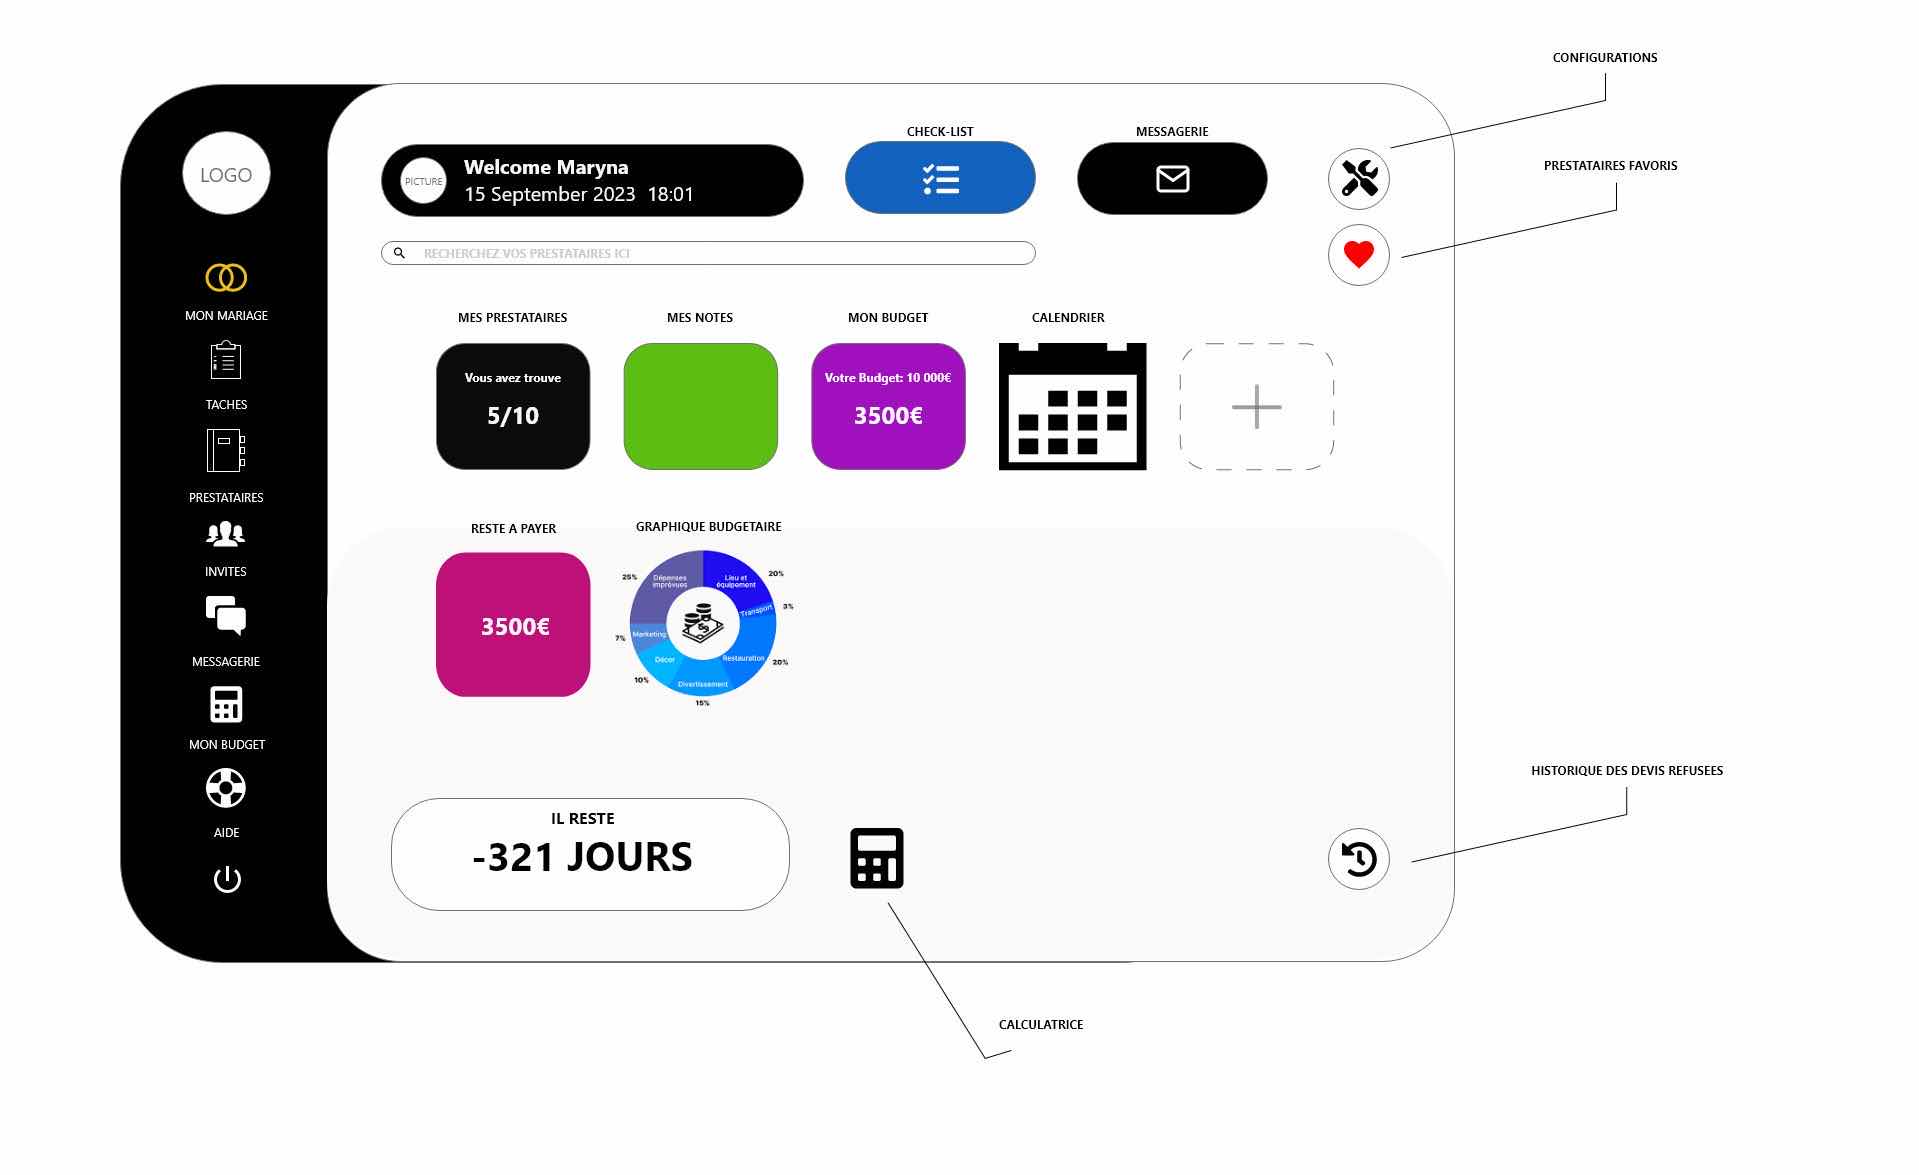 CONFIGURATIONS
CHECK-LIST
MESSAGERIE
PRESTATAIRES FAVORIS
LOGO
PICTURE
Welcome Maryna
15 September 2023 18:01
RECHERCHEZ VOS PRESTATAIRES ICI
MON MARIAGE
TACHES
PRESTATAIRES
INVITES
MESSAGERIE
MON BUDGET
AIDE
MES PRESTATAIRES
MES NOTES
MON BUDGET
CALENDRIER
Vous avez trouve
5/10
Votre Budget: 10 000€
3500€
RESTE A PAYER
GRAPHIQUE BUDGETAIRE
3500€
25%
Dépenses
imprévues
Lieu et
équipement
20%
Transport
3%
7%
Marketing
Décor
Restauration
20%
10%
Divertissement
15%
HISTORIQUE DES DEVIS REFUSEES
IL RESTE
-321 JOURS
CALCULATRICE